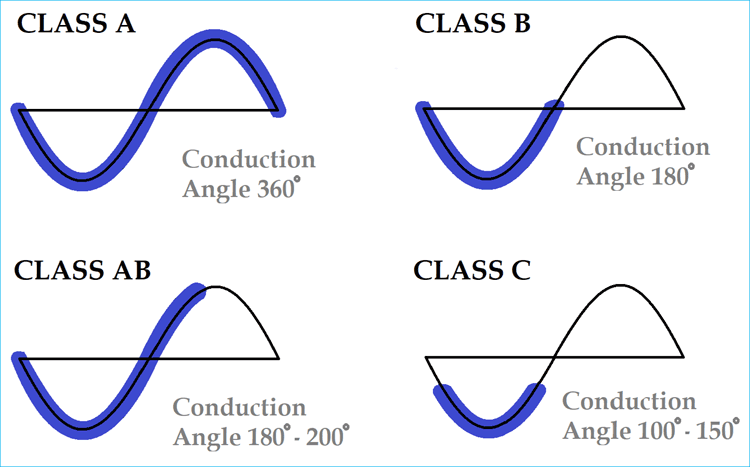 CLASS A
Conduction
Angle 360°
CLASS B
Conduction
Angle 180°
CLASS AB
Conduction
Angle 180° - 200°
CLASS C
Conduction
Angle 100° - 150°